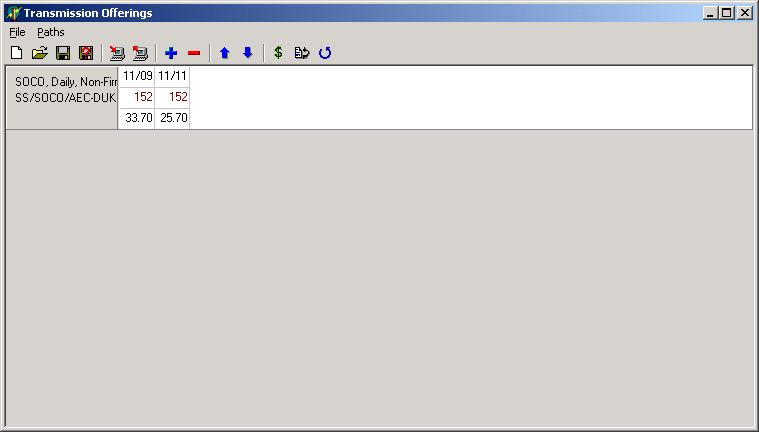 Transmission Offerings
File Paths
11/09 11/11
SOCO, Daily, Non-Firr
SS/SOCO/AEC-DUK 152 152
33.70 25.70